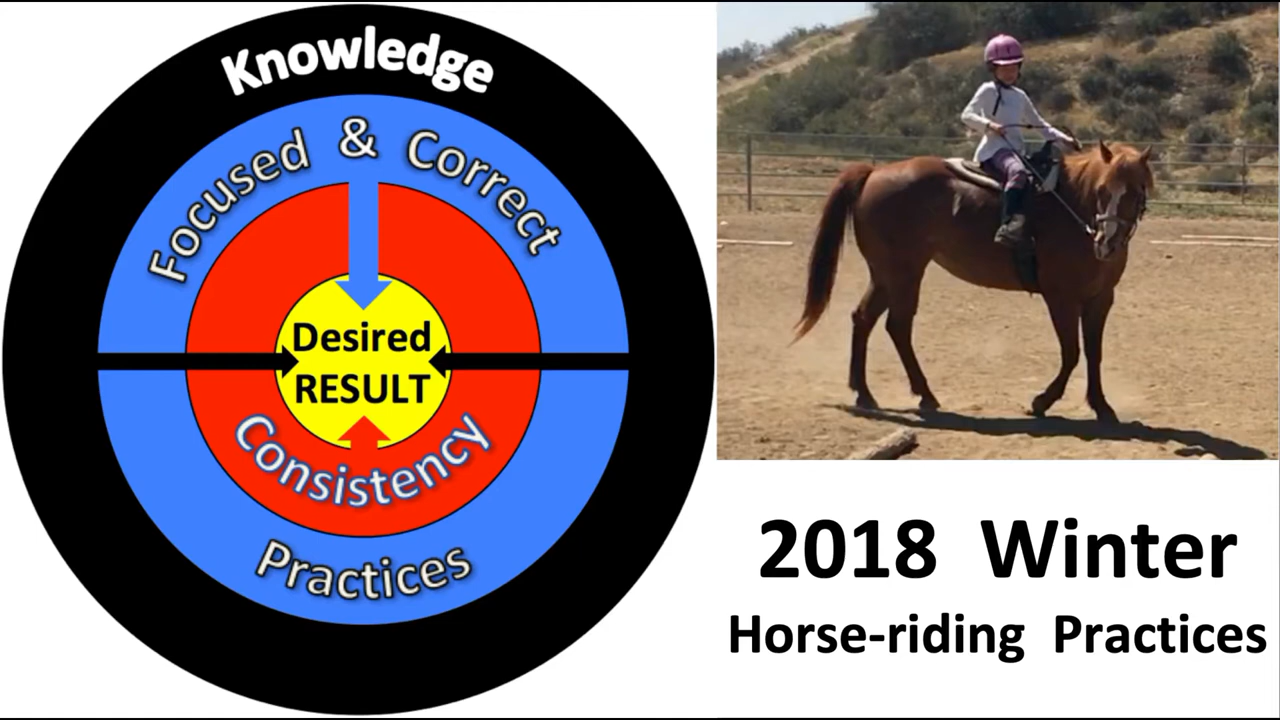 Knowledge
Focused & Correct
Desired
RESULT
Consistency
Practices
2018 Winter
Horse-riding Practices